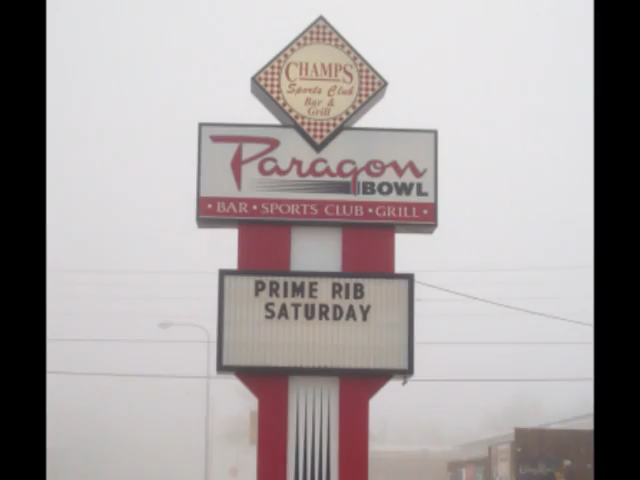 CHAMPS
Sports Club
Bar &
Grill
Paragon
BOWL
• BAR • SPORTS CLUB • GRILL •
PRIME RIB
SATURDAY